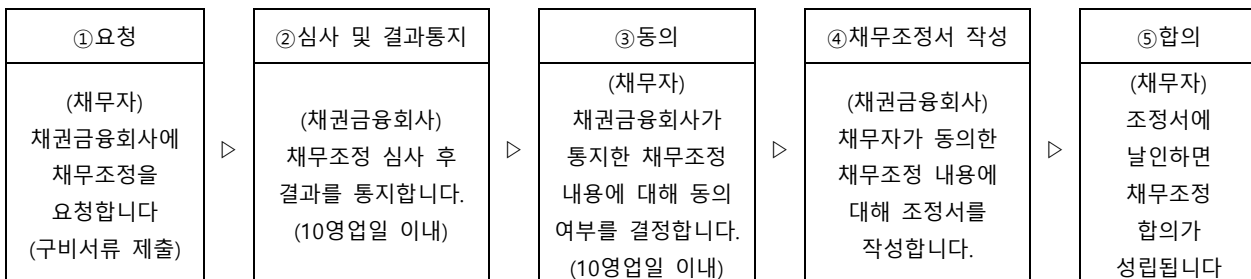 ①요청
(채무자)
채권금융회사에
채무조정을
요청합니다
(구비서류 제출)
▷
②심사 및 결과통지
(채권금융회사)
채무조정 심사 후
결과를 통지합니다.
(10영업일 이내)
▷
③동의
(채무자)
채권금융회사가
통지한 채무조정
내용에 대해 동의
여부를 결정합니다.
(10영업일 이내)
▷
④채무조정서 작성
(채권금융회사)
채무자가 동의한
채무조정 내용에
대해 조정서를
작성합니다.
▷
⑤합의
(채무자)
조정서에
날인하면
채무조정
합의가
성립됩니다